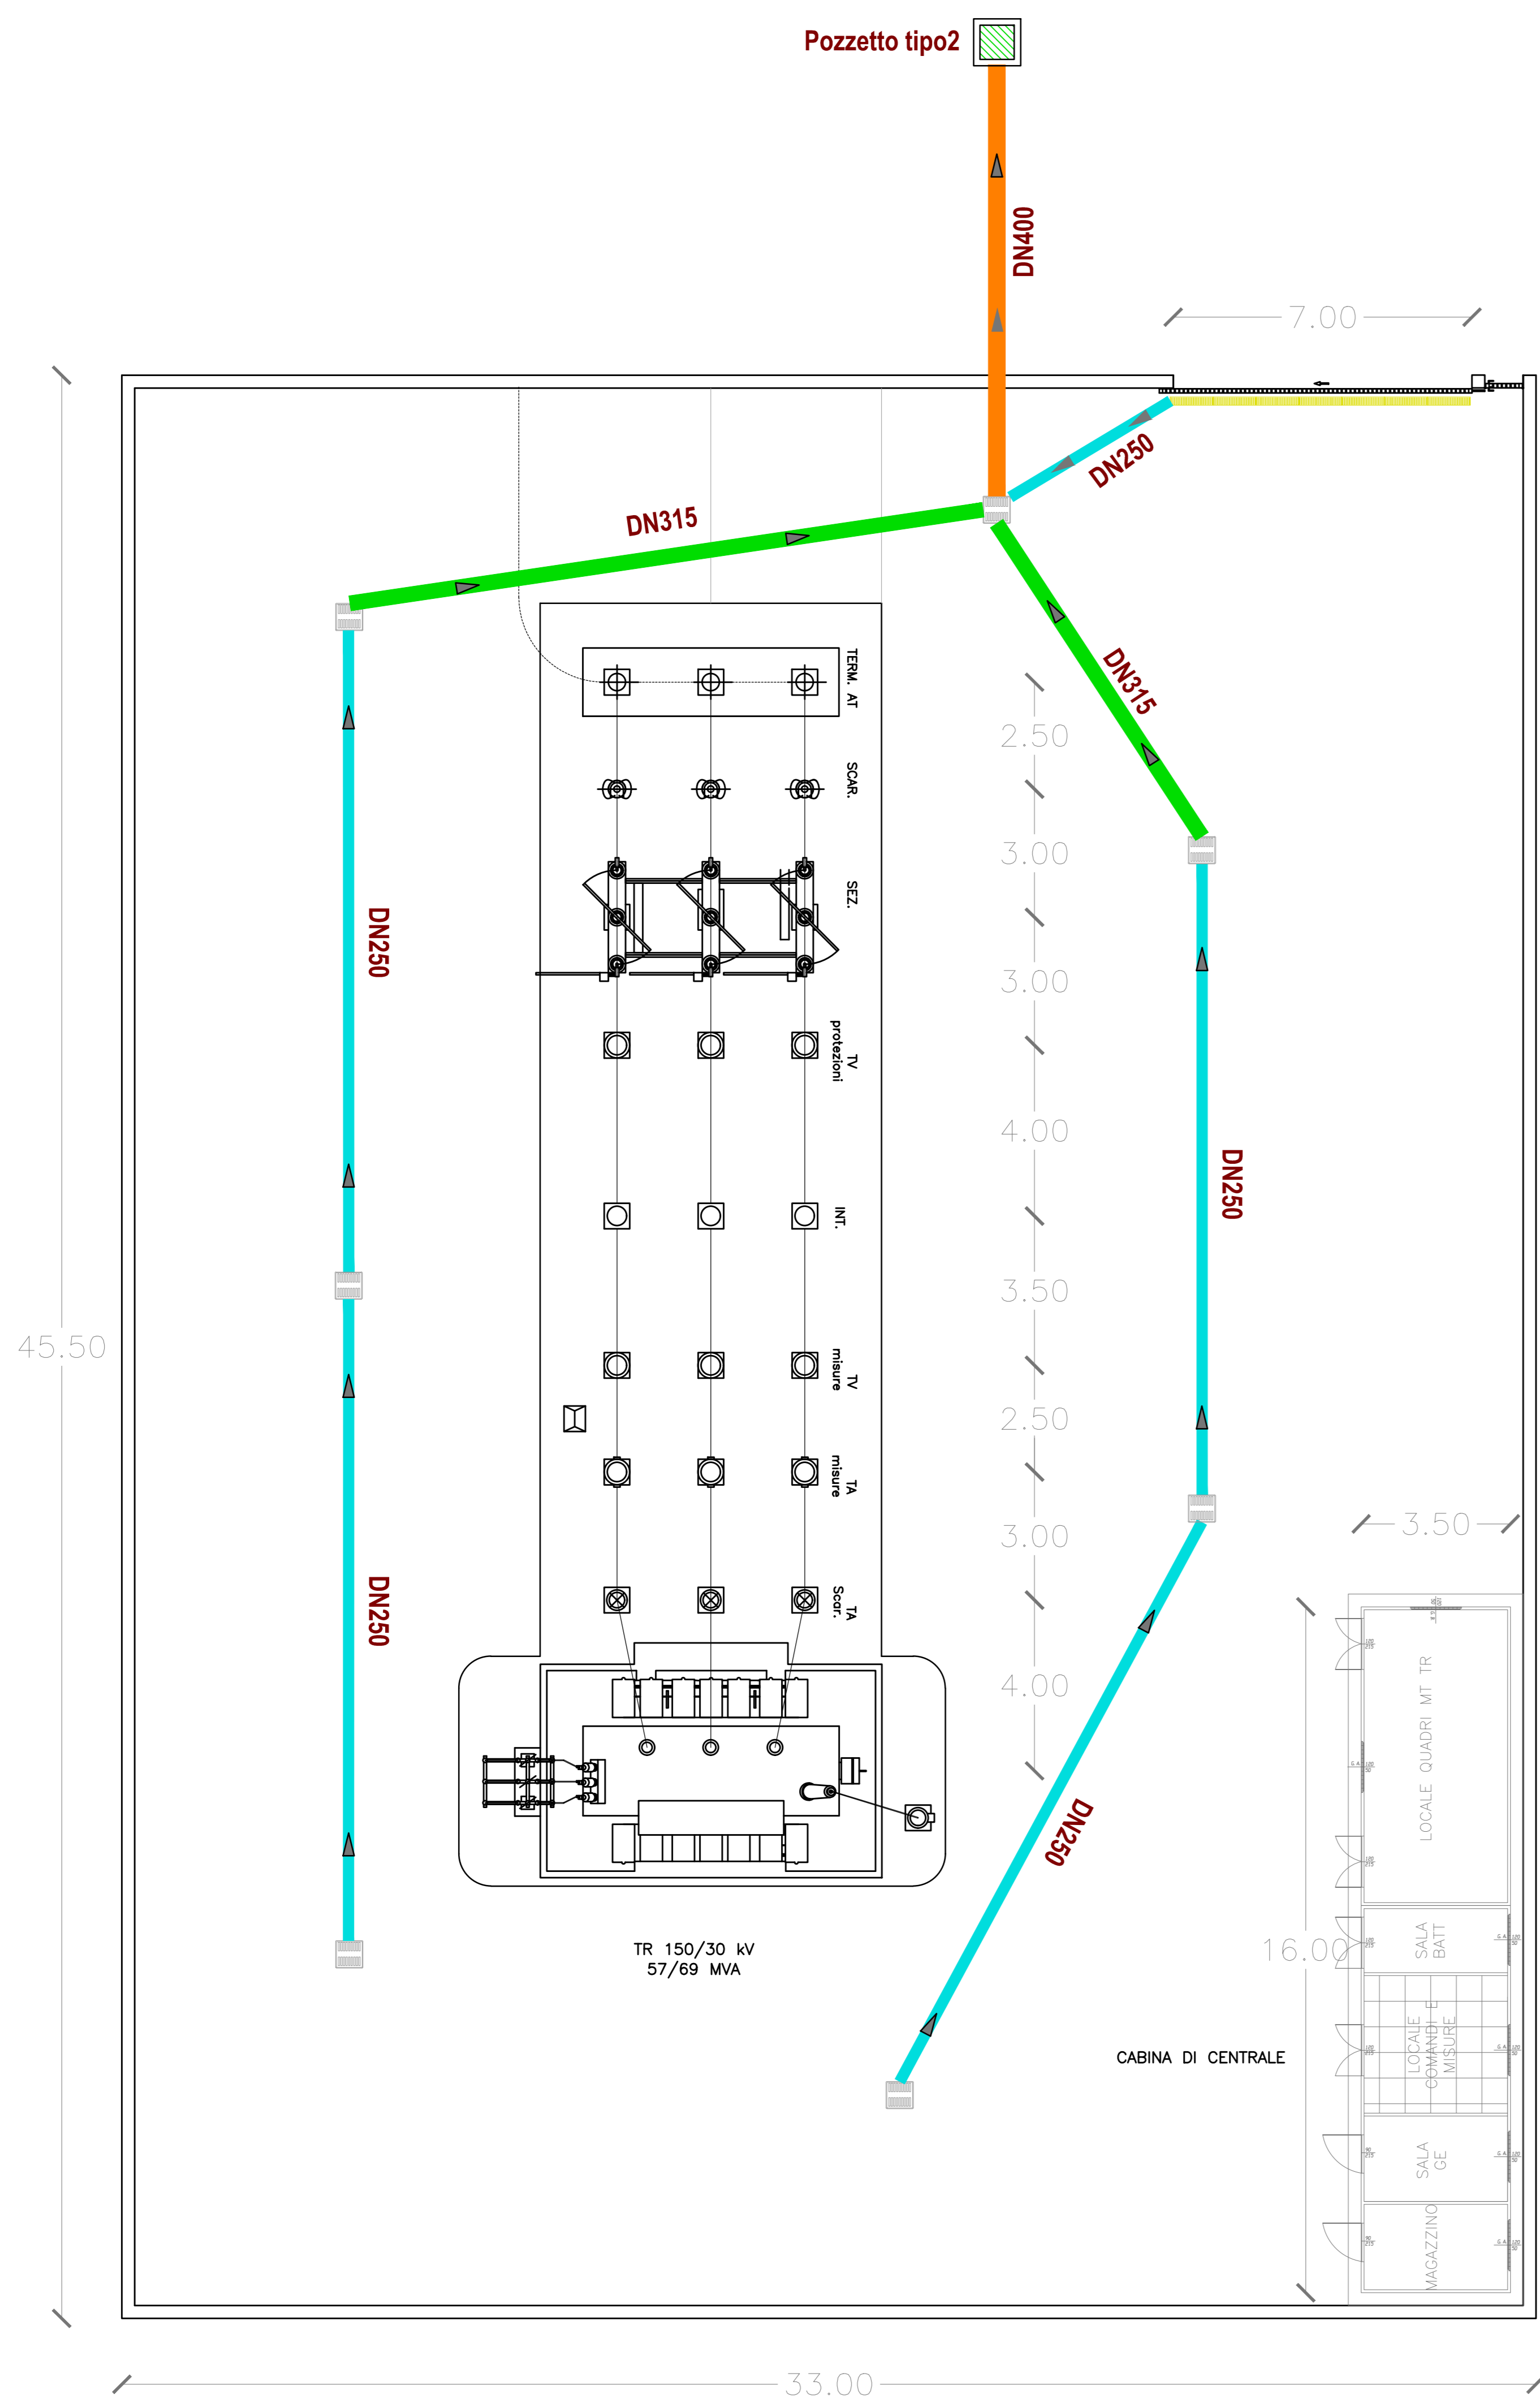 Pozzetto tipo2
DN400
7.00
DN250
DN315
DN315
TERM. AT
2.50
SCAR.
3.00
SEZ.
DN250
3.00
TV
protezioni
4.00
DN250
INT.
3.50
45.50
TV
misure
2.50
TA
misure
3.00
3.50
DN250
TA
Scar.
4.00
LOCALE QUADRI MT TR
DN250
TR 150/30 kV
57/69 MVA
16.00
SALA
BATT
CABINA DI CENTRALE
LOCALE
COMANDI E
MISURE
SALA
GE
MAGAZZINO
33.00